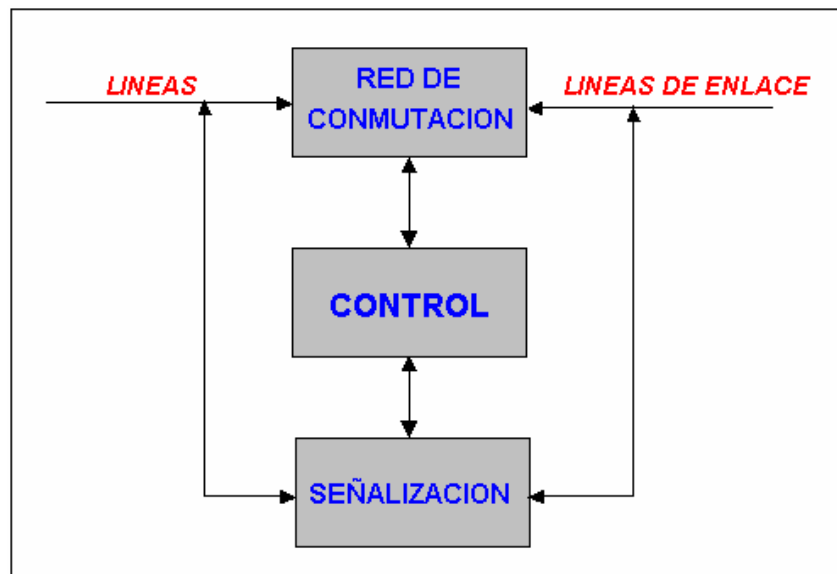 LINEAS
RED DE
CONMUTACION
LINEAS DE ENLACE
CONTROL
SEÑALIZACION